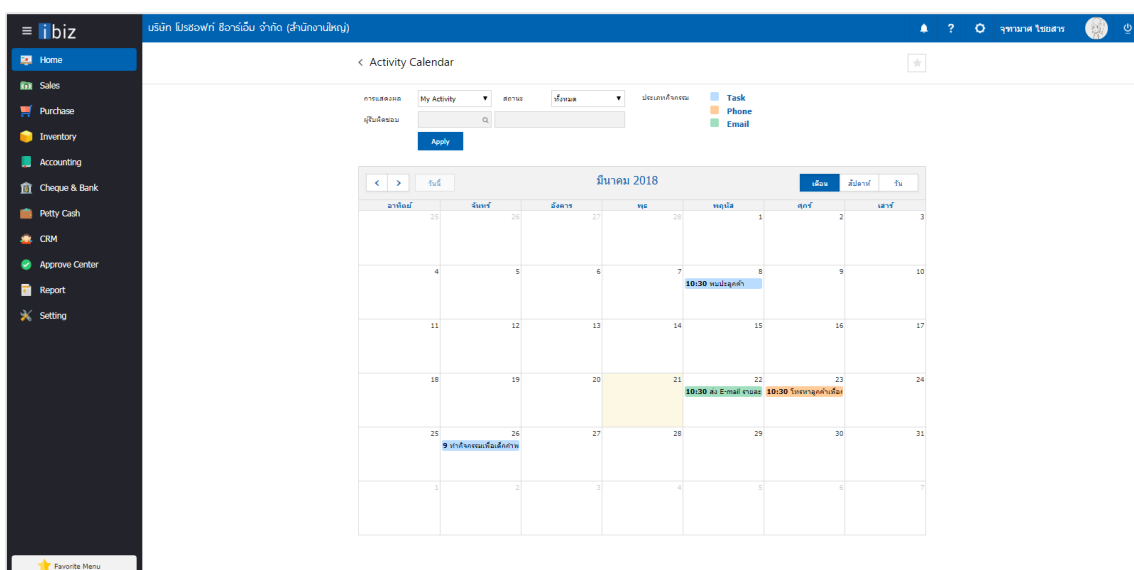 ibiz
บริษัท โปรซอฟท์ ซีอาร์เอ็ม จำกัด (สำนักงานใหญ่)
?
จุฑามาศ ไชยสาร
Home
Sales
Purchase
Inventory
Accounting
Cheque & Bank
Petty Cash
CRM
Approve Center
Report
Setting
Favorite Menu
< Activity Calendar
การแสดงผล My Activity สถานะ ทั้งหมด ประเภทกิจกรรม Task
Phone
ผู้รับผิดชอบ Email
Apply
< > วันนี้ มีนาคม 2018 เดือน สัปดาห์ วัน
อาทิตย์ จันทร์ อังคาร พุธ พฤหัส ศุกร์ เสาร์
25 26 27 28 1 2 3
4 5 6 7 8 9 10
10:30 พบปะลูกค้า
11 12 13 14 15 16 17
18 19 20 21 22 23 24
10:30 ส่ง E-mail รายละ 10:30 โทรหาลูกค้าเพื่อ
25 26 27 28 29 30 31
9 ทำกิจกรรมเพื่อเด็กกำพ
1 2 3 4 5 6 7